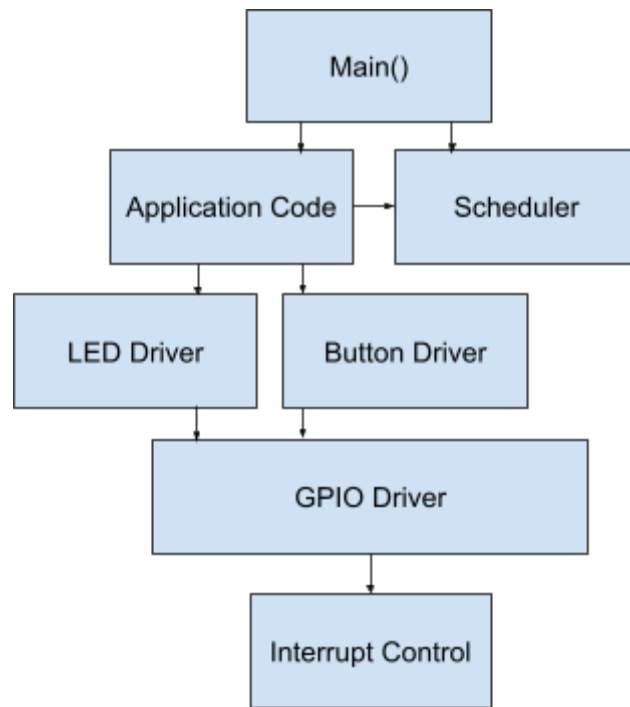 Main()
Application Code
Scheduler
LED Driver
Button Driver
GPIO Driver
Interrupt Control